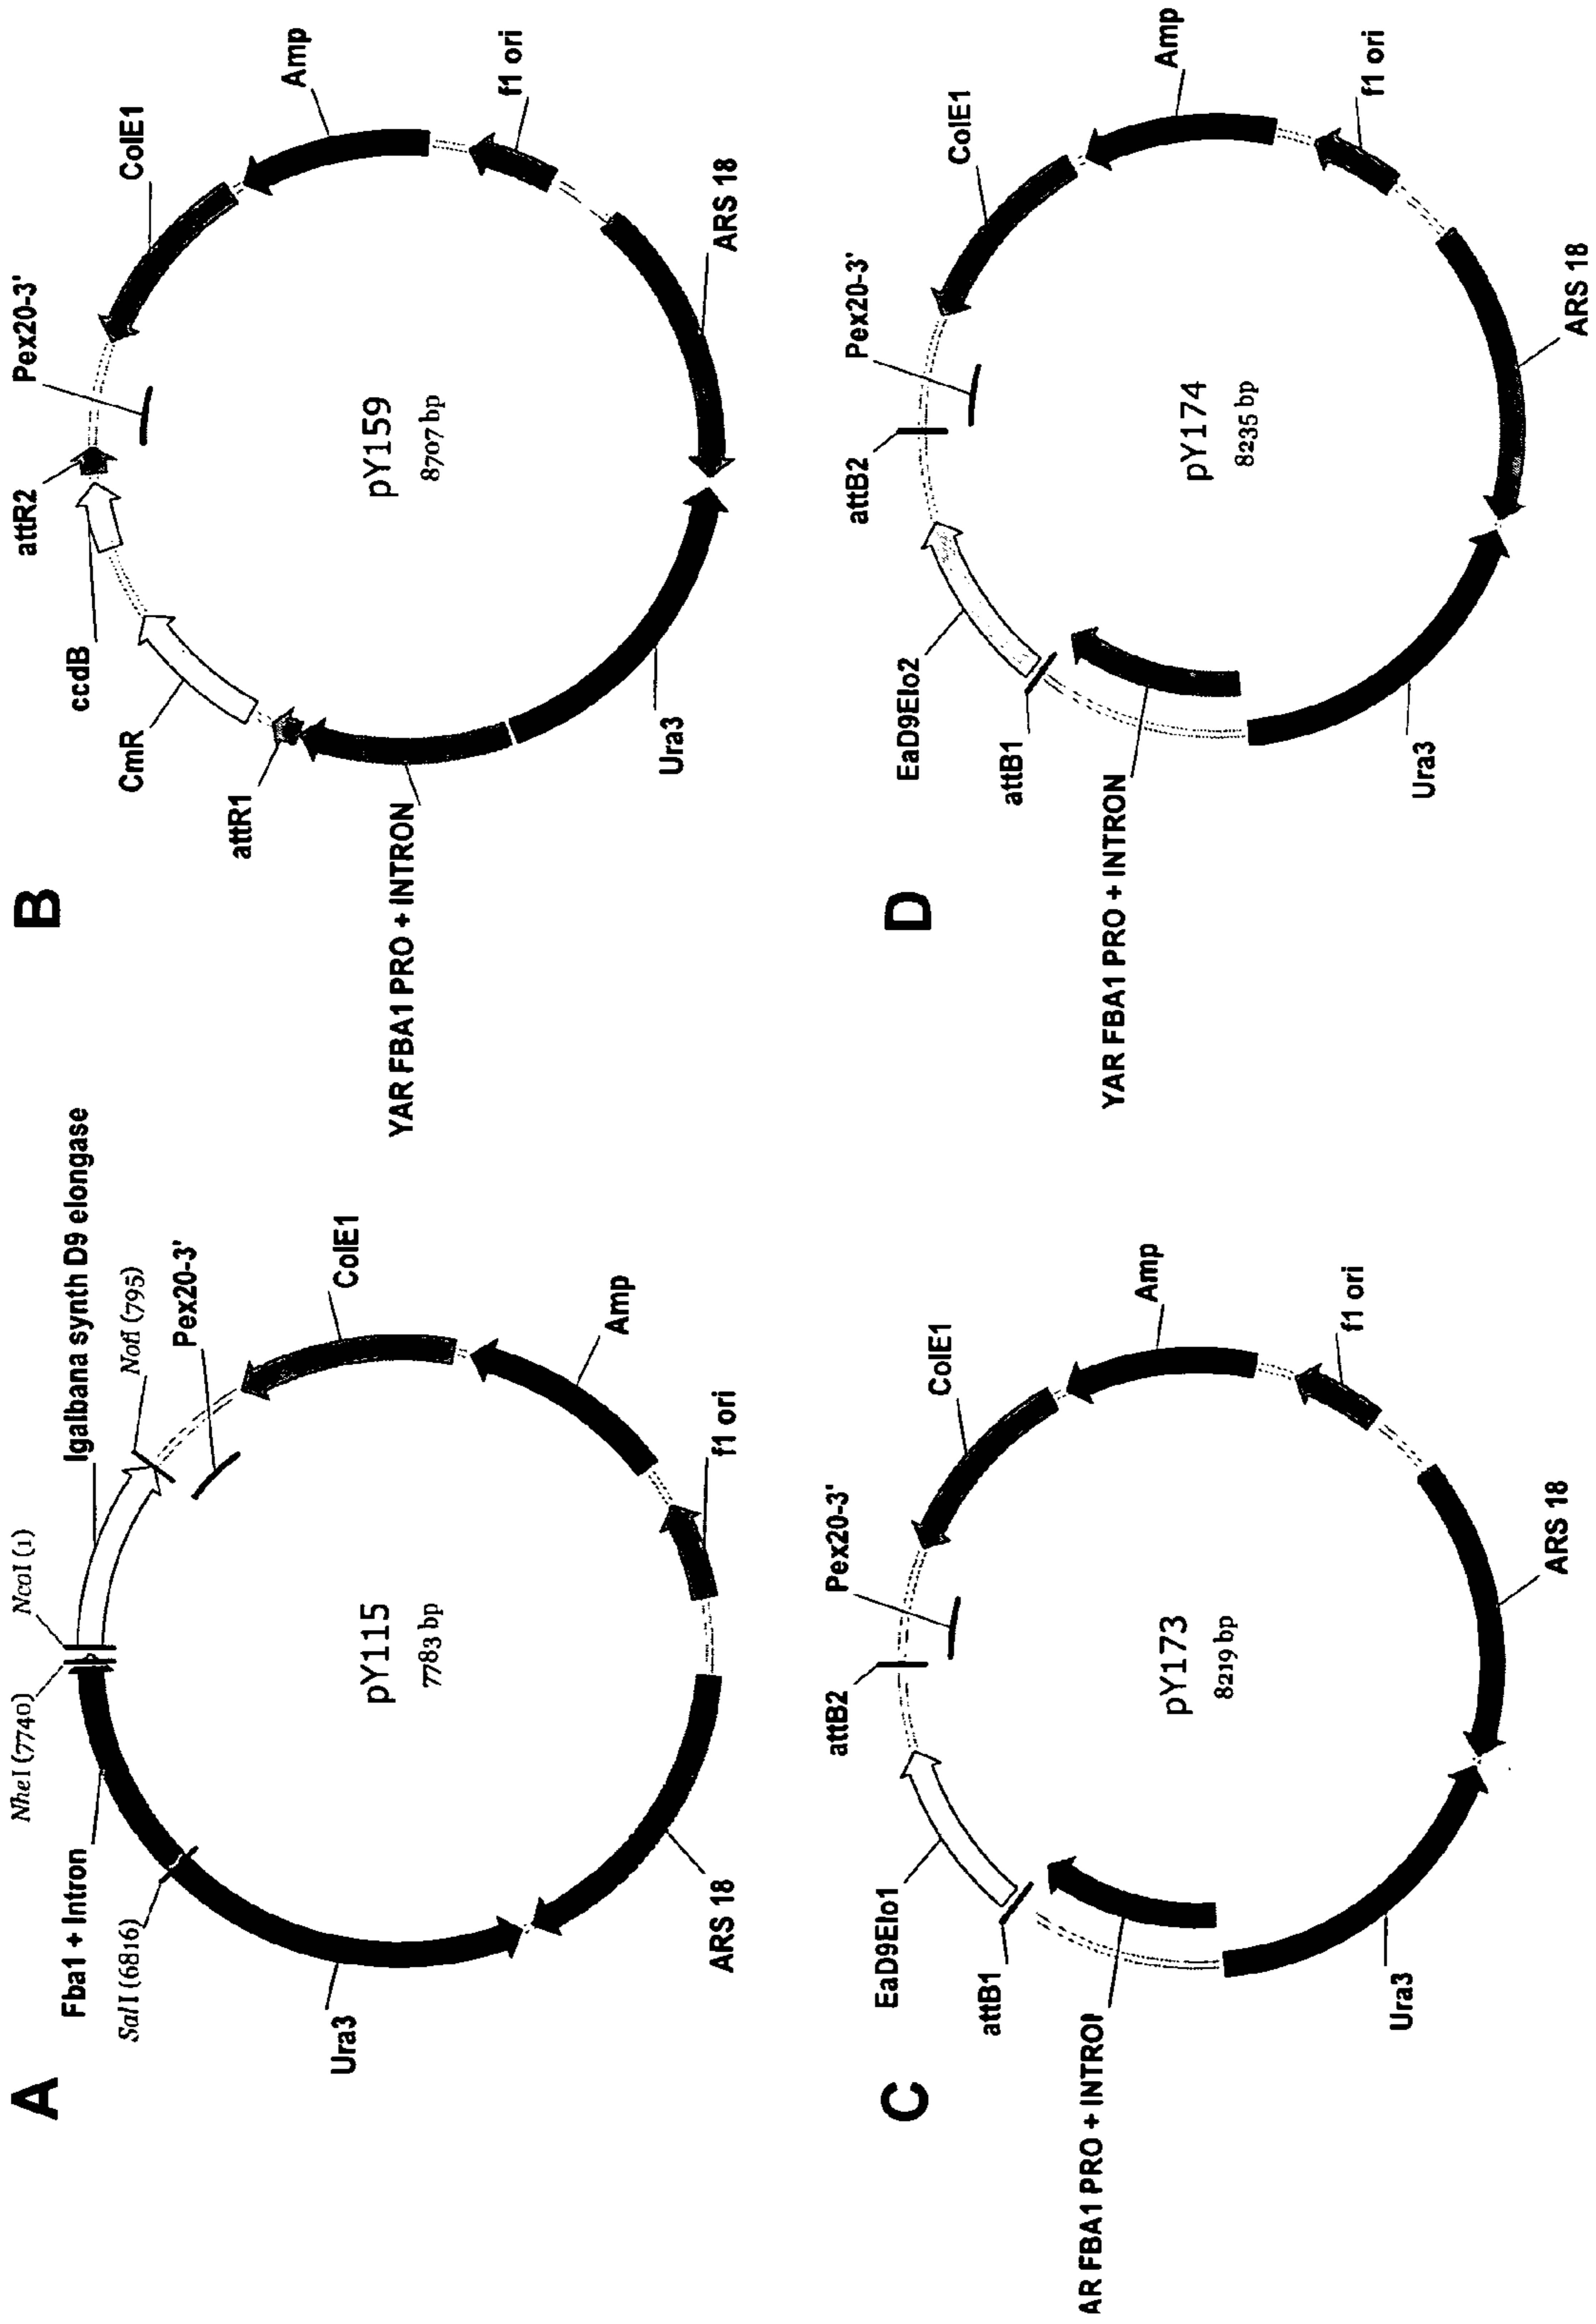 A
Fba1 + Intron
NheI (7740)
NcoI (1)
Igalbana synth D9 elongase
NotI (795)
Pex20-3'
SalI (6816)
ColE1
pY115
7783 bp
Ura3
Amp
f1 ori
ARS 18
B
attR2
Pex20-3'
ccdB
ColE1
CmR
Amp
attR1
f1 ori
pY159
8707 bp
YAR FBA1 PRO + INTRON
ARS 18
Ura3
C
attB2
Pex20-3'
EaD9Elo1
ColE1
attB1
Amp
AR FBA1 PRO + INTROI
f1 ori
pY173
8219 bp
Ura3
ARS 18
D
attB2
Pex20-3'
EaD9Elo2
ColE1
attB1
Amp
YAR FBA1 PRO + INTRON
f1 ori
pY174
8235 bp
Ura3
ARS 18